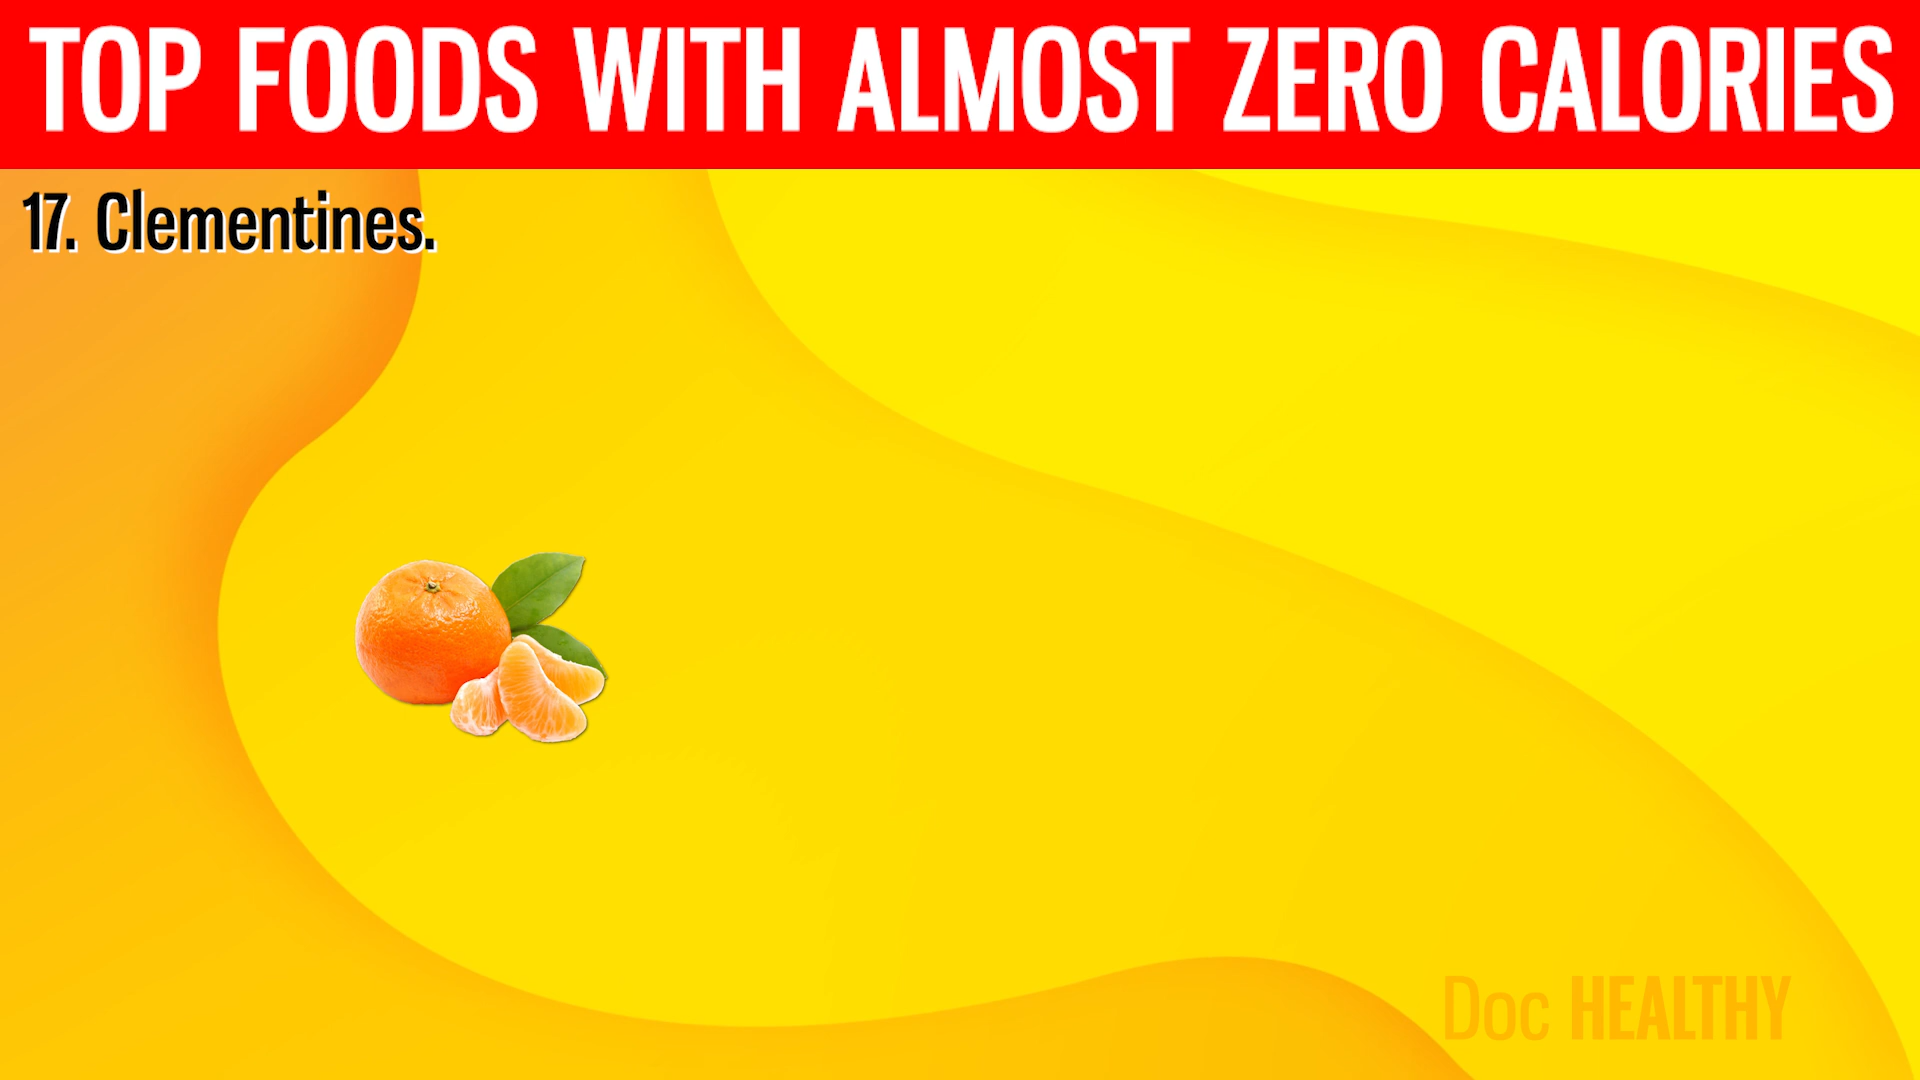 TOP FOODS WITH ALMOST ZERO CALORIES
17. Clementines.
Doc HEALTHY